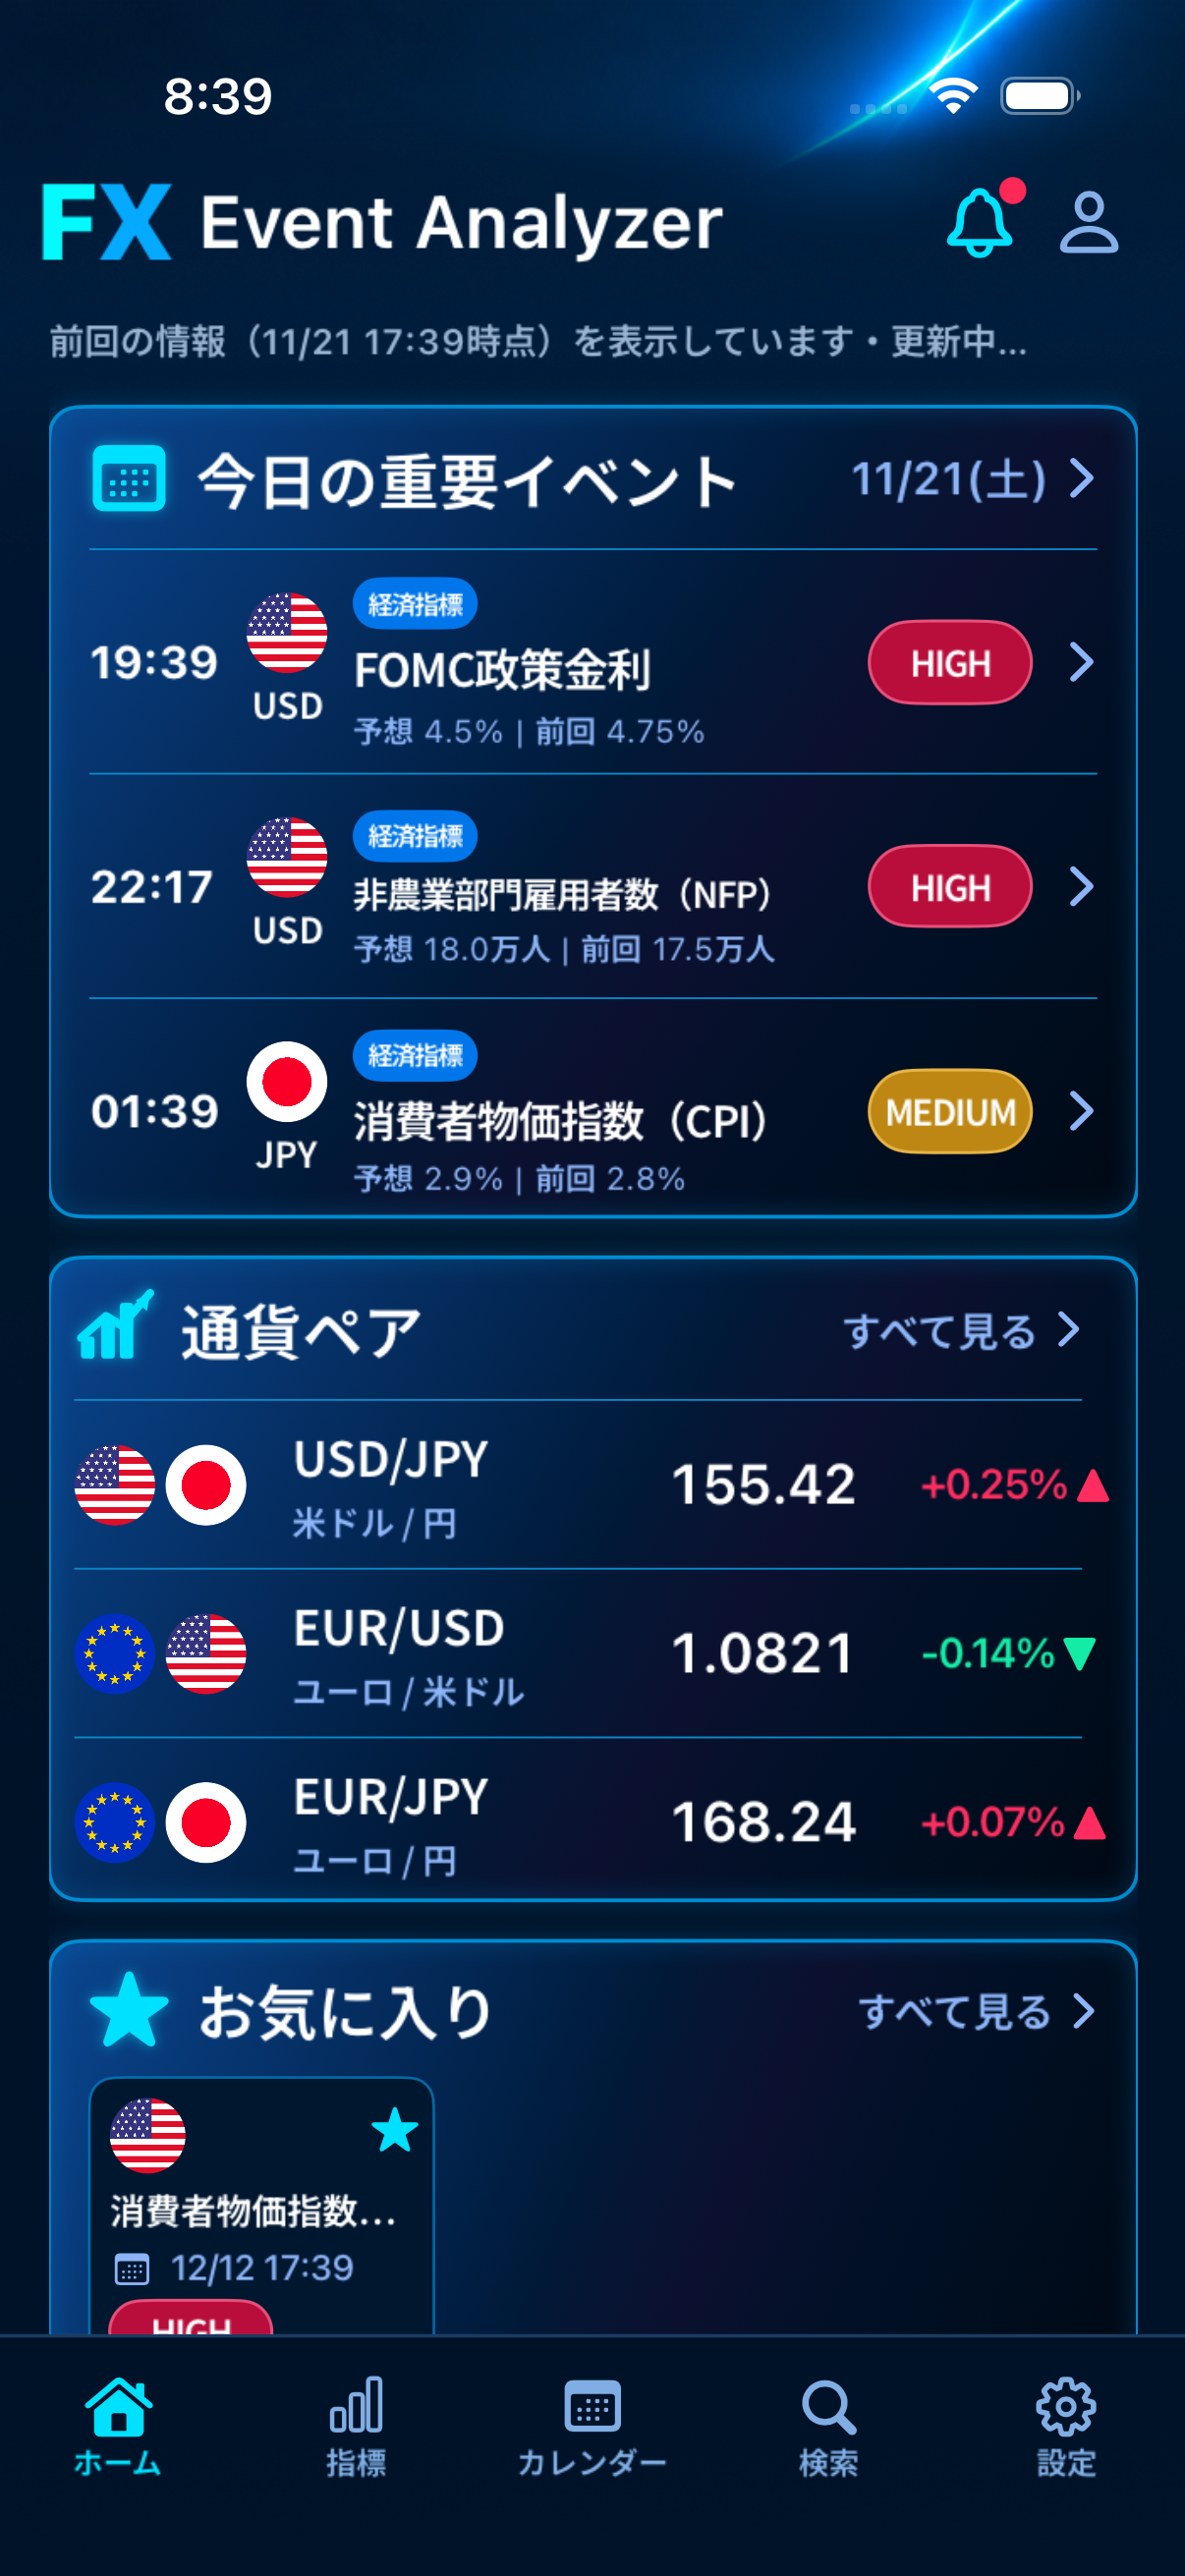 8:39
FX Event Analyzer
前回の情報（11/21 17:39時点）を表示しています・更新中...
今日の重要イベント 11/21(土)
経済指標
19:39 FOMC政策金利 HIGH
USD
予想 4.5% | 前回 4.75%
経済指標
22:17 非農業部門雇用者数（NFP） HIGH
USD
予想 18.0万人 | 前回 17.5万人
経済指標
01:39 消費者物価指数（CPI） MEDIUM
JPY
予想 2.9% | 前回 2.8%
通貨ペア すべて見る
USD/JPY 155.42 +0.25%
米ドル / 円
EUR/USD 1.0821 -0.14%
ユーロ / 米ドル
EUR/JPY 168.24 +0.07%
ユーロ / 円
お気に入り すべて見る
消費者物価指数...
12/12 17:39
HIGH
ホーム 指標 カレンダー 検索 設定